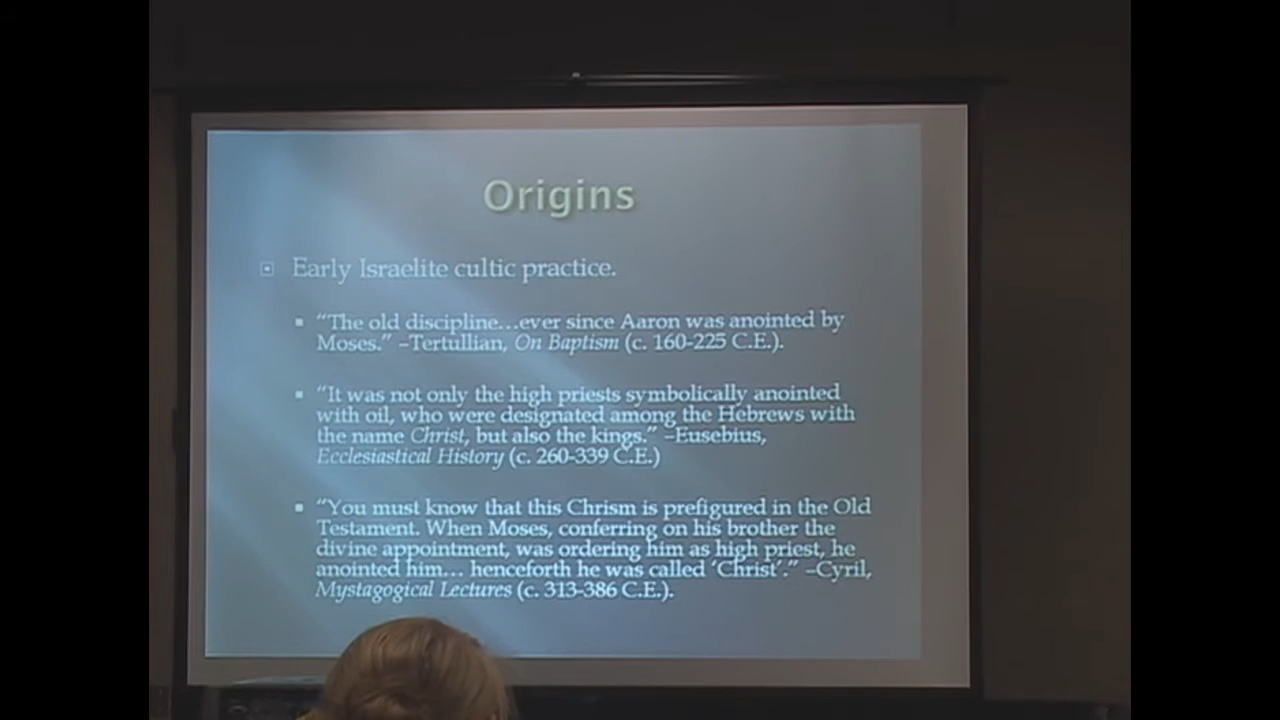 Origins
Early Israelite cultic practice.
“The old discipline…ever since Aaron was anointed by
Moses.” –Tertullian, On Baptism (c. 160-225 C.E.).
“It was not only the high priests symbolically anointed
with oil, who were designated among the Hebrews with
the name Christ, but also the kings.” –Eusebius,
Ecclesiastical History (c. 260-339 C.E.)
“You must know that this Chrism is prefigured in the Old
Testament. When Moses, conferring on his brother the
divine appointment, was ordering him as high priest, he
anointed him… henceforth he was called ‘Christ’.” –Cyril,
Mystagogical Lectures (c. 313-386 C.E.).